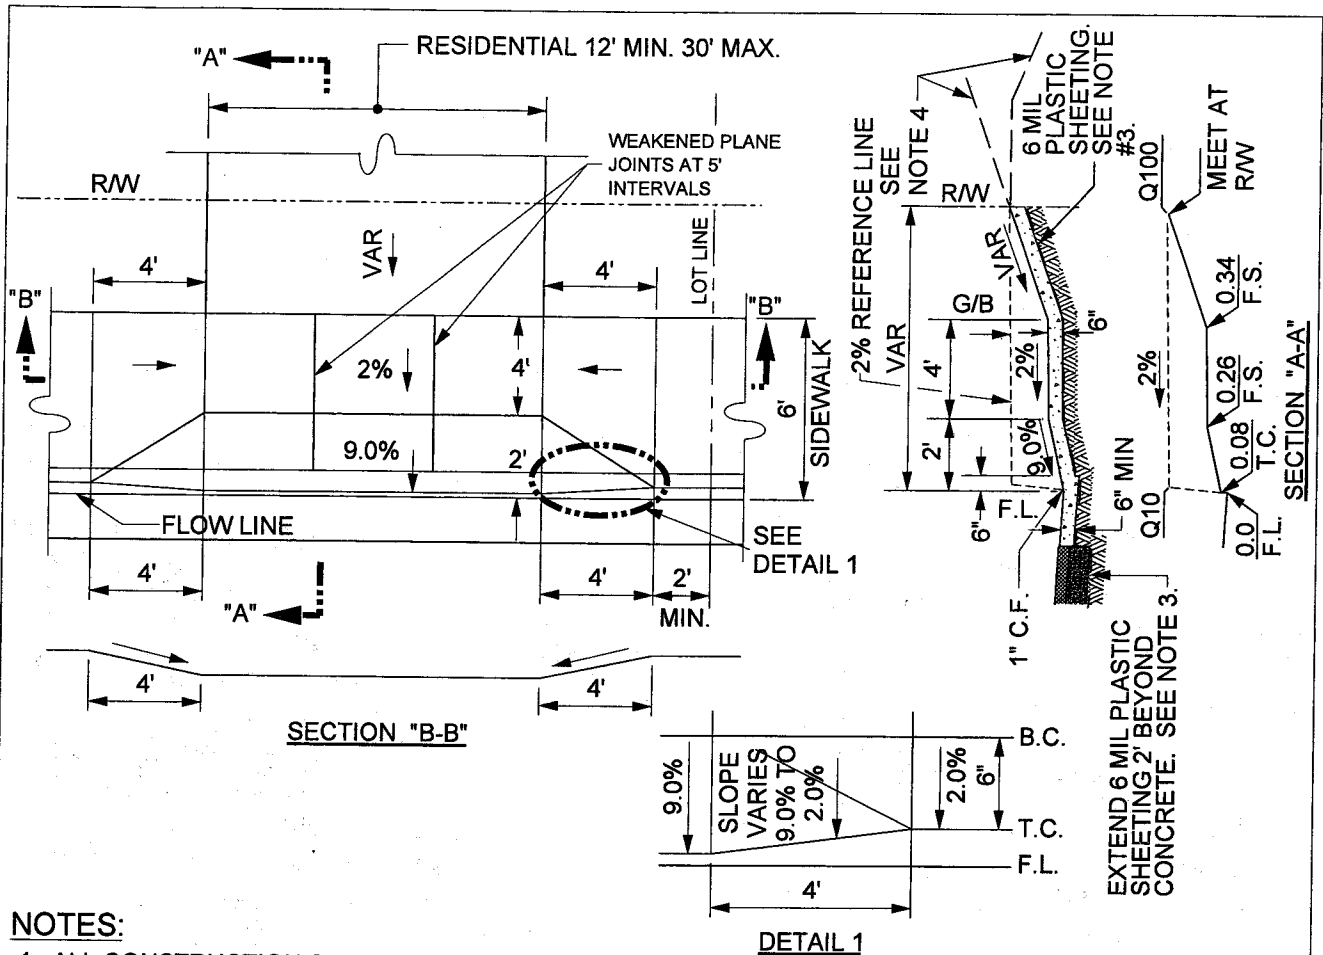 "A"
RESIDENTIAL 12' MIN. 30' MAX.
WEAKENED PLANE
JOINTS AT 5'
INTERVALS
R/W
VAR
LOT LINE
4'
4'
"B"
"B"
2%
4'
6'
SIDEWALK
9.0%
2'
FLOW LINE
SEE
DETAIL 1
4'
4'
2'
MIN.
"A"
4'
4'
SECTION "B-B"
2% REFERENCE LINE
SEE
NOTE 4
6 MIL
PLASTIC
SHEETING.
SEE NOTE
#3.
R/W
VAR
VAR
G/B
6"
4'
2%
2'
9.0%
F.L.
6"
6" MIN
1" C.F.
EXTEND 6 MIL PLASTIC
SHEETING 2' BEYOND
CONCRETE. SEE NOTE 3.
Q100
MEET AT
R/W
2%
0.34
F.S.
0.26
F.S.
0.08
T.C.
Q10
0.0
F.L.
SECTION "A-A"
9.0%
SLOPE
VARIES
9.0% TO
2.0%
2.0%
6"
B.C.
T.C.
F.L.
4'
DETAIL 1
NOTES: